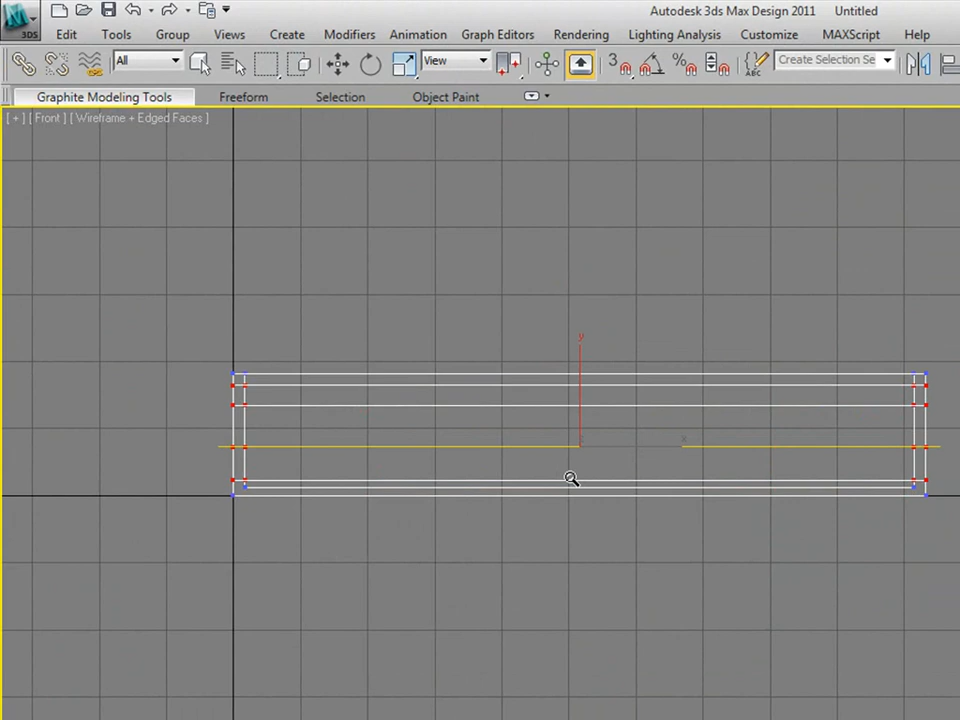 Autodesk 3ds Max Design 2011 Untitled
3DS Edit Tools Group Views Create Modifiers Animation Graph Editors Rendering Lighting Analysis Customize MAXScript Help
All View 3 % ABC Create Selection Se
Graphite Modeling Tools Freeform Selection Object Paint
[ + ] [ Front ] [ Wireframe + Edged Faces ]
y
x